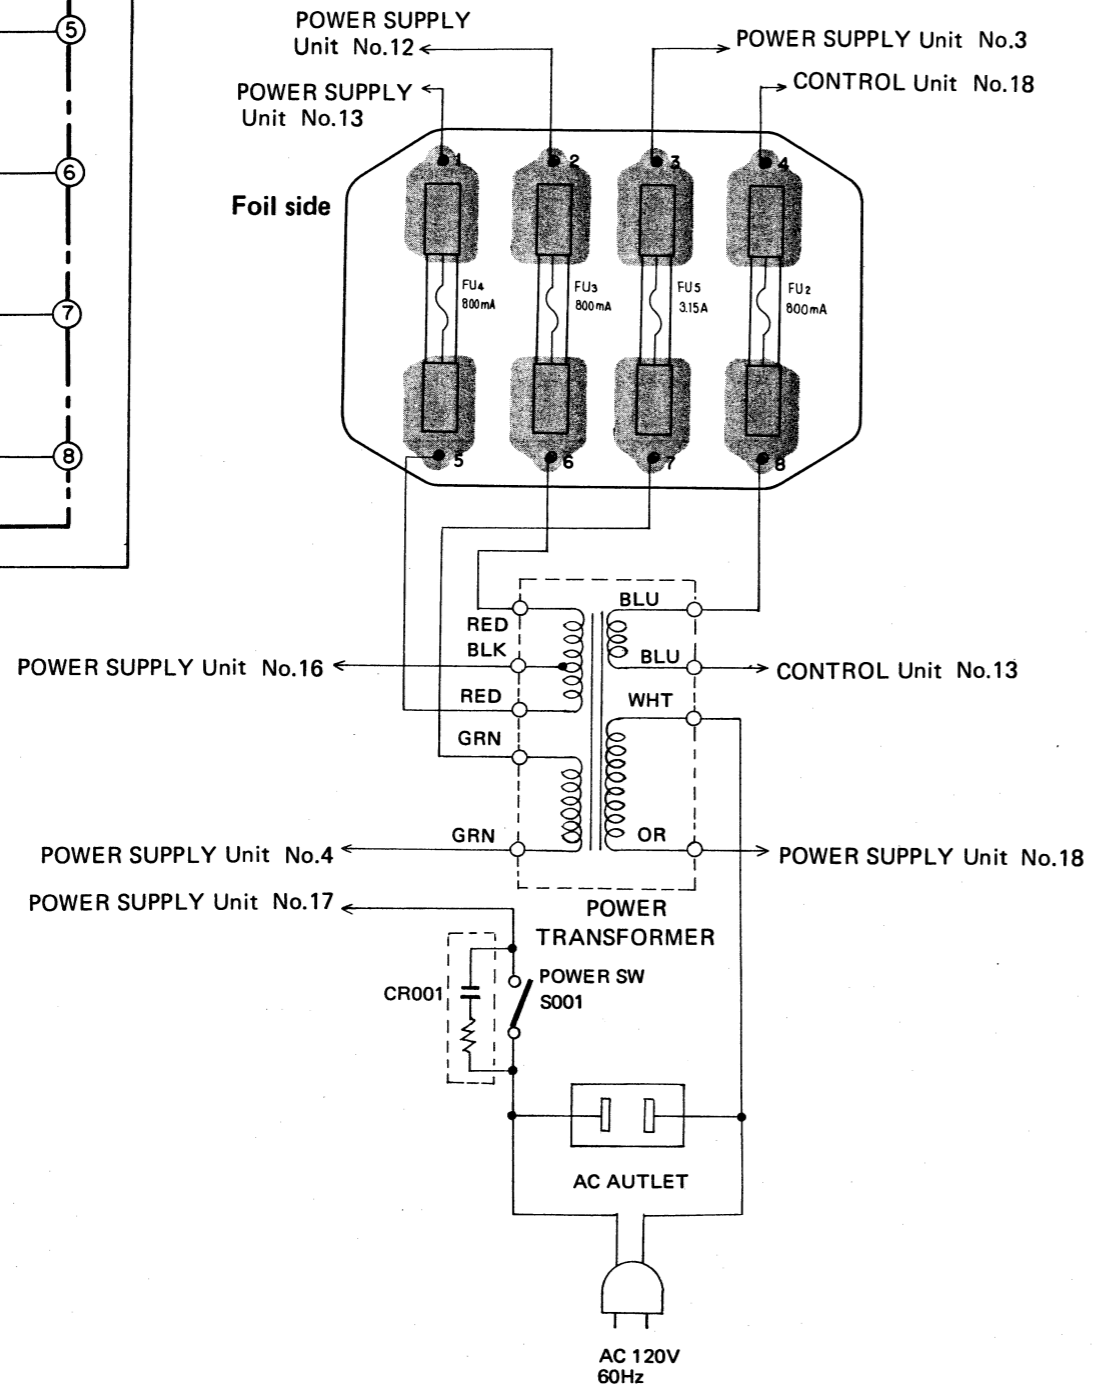 5
6
7
8
POWER SUPPLY
Unit No.12
POWER SUPPLY Unit No.3
POWER SUPPLY
Unit No.13
CONTROL Unit No.18
Foil side
1
2
3
4
FU4
800mA
FU3
800mA
FU5
3.15A
FU2
800mA
5
6
7
8
RED
BLU
BLK
BLU
POWER SUPPLY Unit No.16
CONTROL Unit No.13
RED
WHT
GRN
GRN
OR
POWER SUPPLY Unit No.4
POWER SUPPLY Unit No.18
POWER SUPPLY Unit No.17
POWER
TRANSFORMER
CR001
POWER SW
S001
AC AUTLET
AC 120V
60Hz